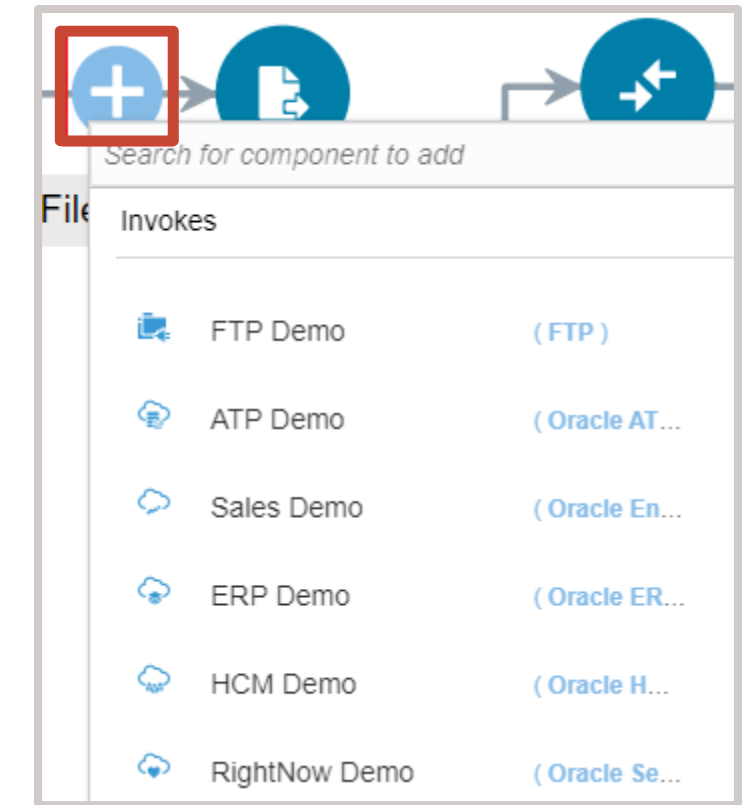 Search for component to add
File
Invokes
FTP Demo ( FTP )
ATP Demo ( Oracle AT...
Sales Demo ( Oracle En...
ERP Demo ( Oracle ER...
HCM Demo ( Oracle H...
RightNow Demo ( Oracle Se...